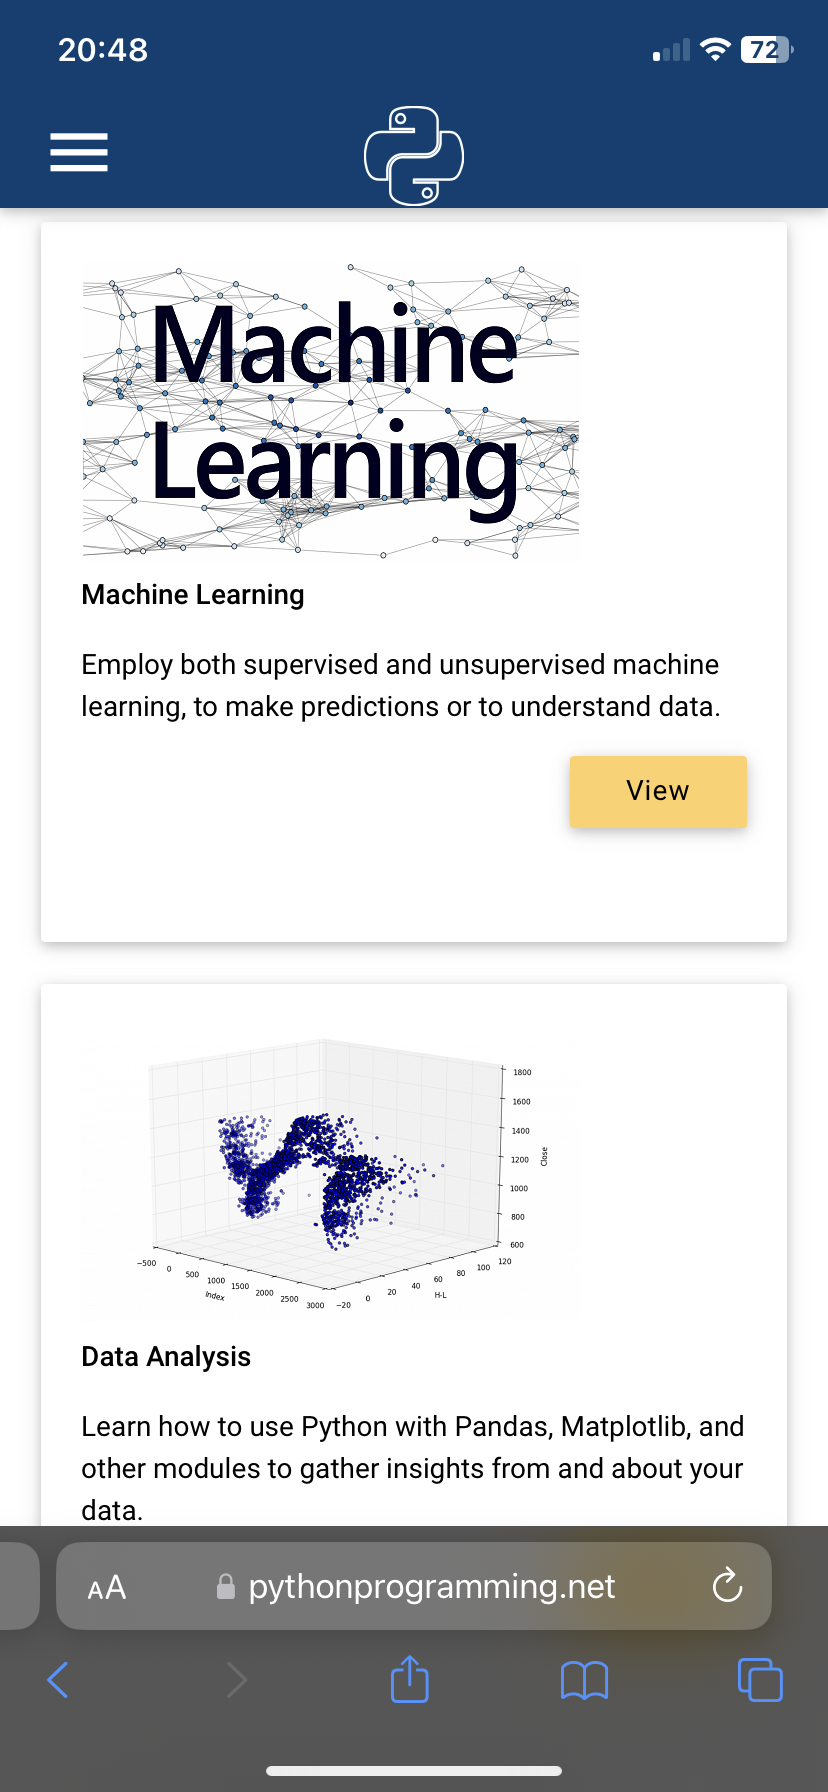 20:48
72
Machine
Learning
Machine Learning
Employ both supervised and unsupervised machine
learning, to make predictions or to understand data.
View
1800
1600
1400
1200
1000
800
600
Close
-500
0
500
1000
1500
2000
2500
3000
Index
-20
0
20
40
60
80
100
120
H-L
Data Analysis
Learn how to use Python with Pandas, Matplotlib, and
other modules to gather insights from and about your
data.
AA
pythonprogramming.net